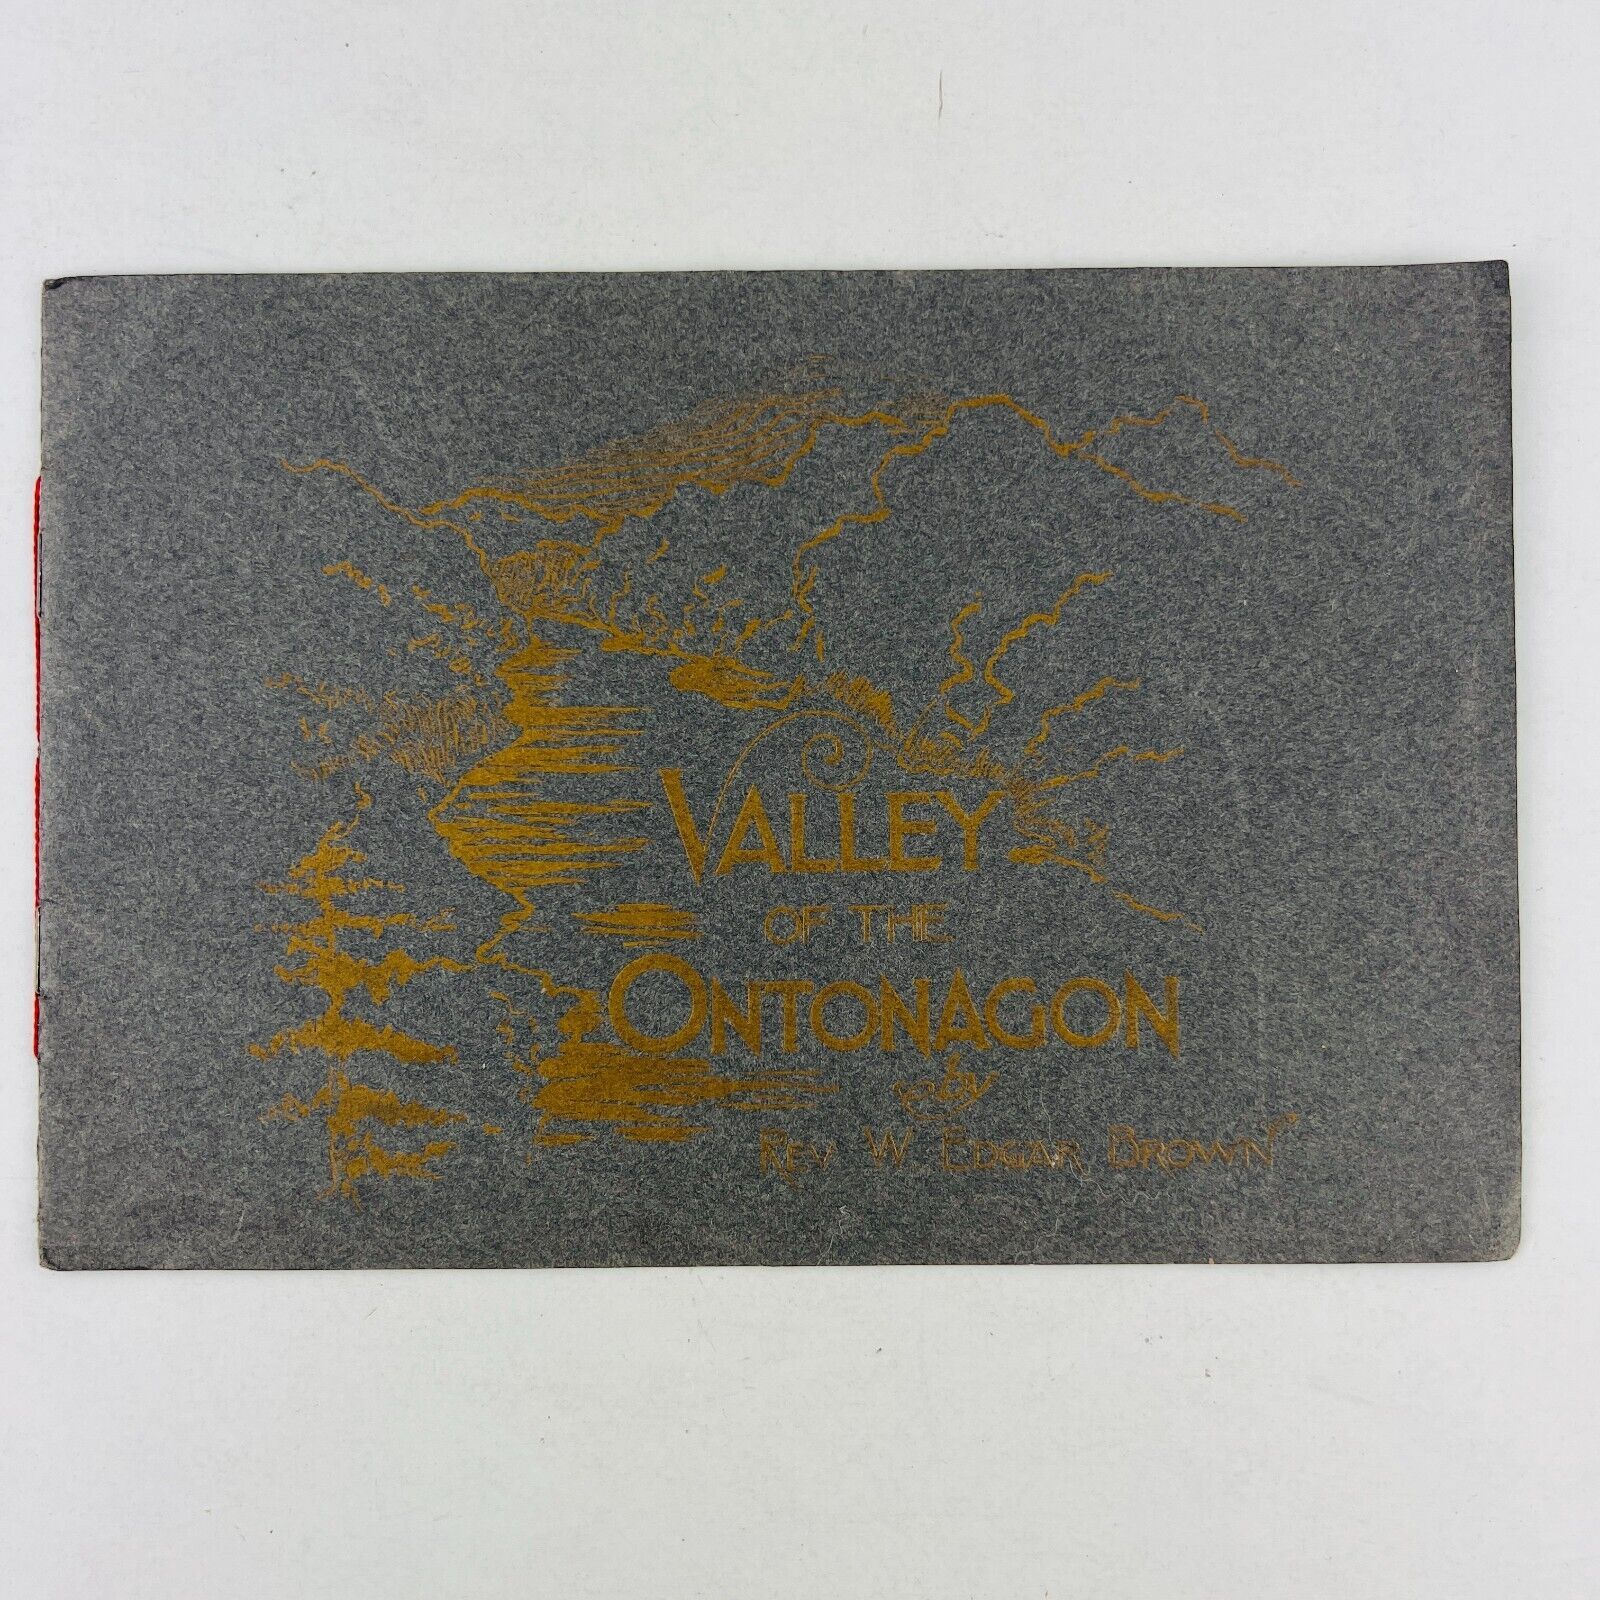 VALLEY
OF THE
ONTONAGON
by
REV W. EDGAR BROWN